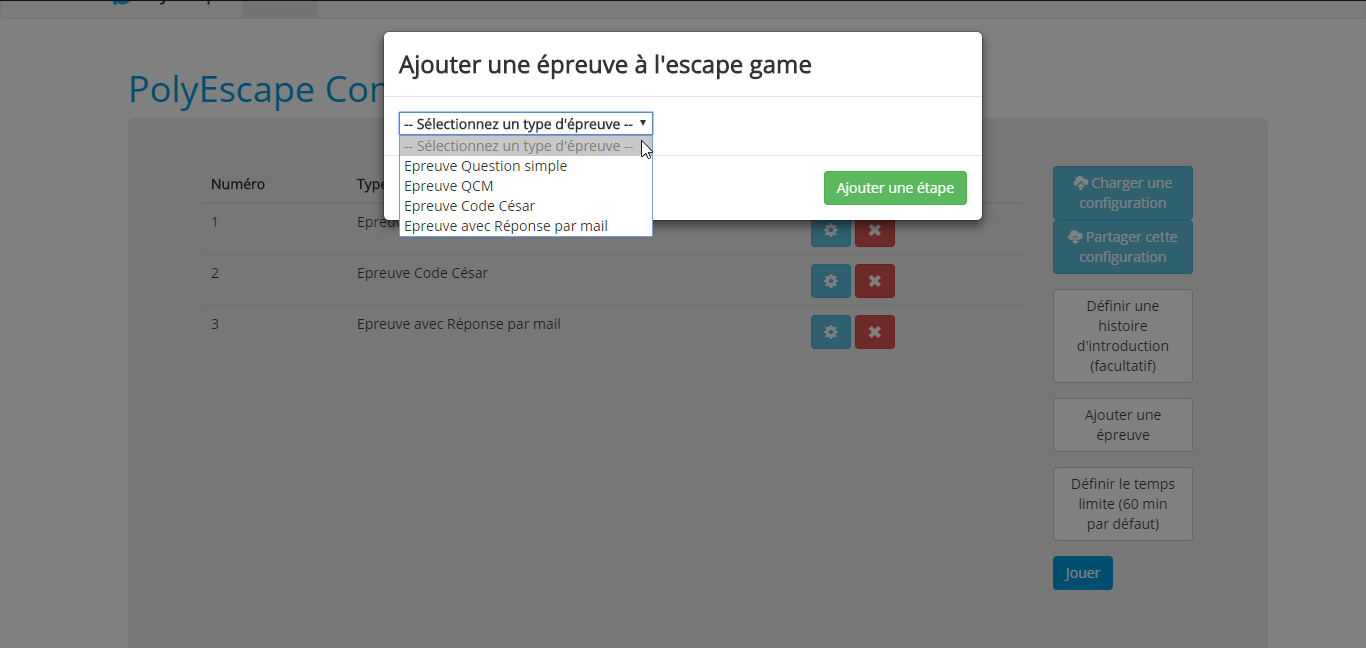 Ajouter une épreuve à l'escape game
PolyEscape
-- Sélectionnez un type d'épreuve --
-- Sélectionnez un type d'épreuve --
Epreuve Question simple
Epreuve QCM
Epreuve Code César
Epreuve avec Réponse par mail
Ajouter une étape
Numéro
1
2
Epreuve Code César
3
Epreuve avec Réponse par mail
Charger une
configuration
Partager cette
configuration
Définir une
histoire
d'introduction
(facultatif)
Ajouter une
épreuve
Définir le temps
limite (60 min
par défaut)
Jouer